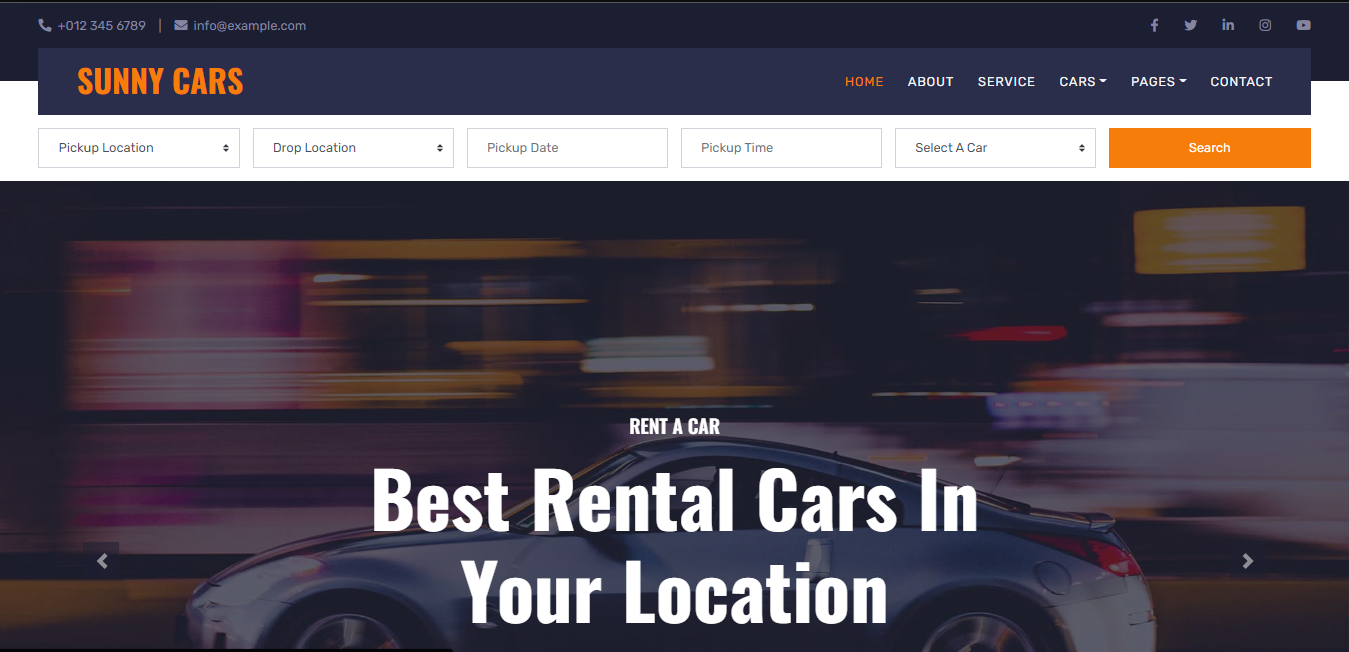 +012 345 6789 | info@example.com
SUNNY CARS
HOME ABOUT SERVICE CARS PAGES CONTACT
Pickup Location Drop Location Pickup Date Pickup Time Select A Car Search
RENT A CAR
Best Rental Cars In
Your Location